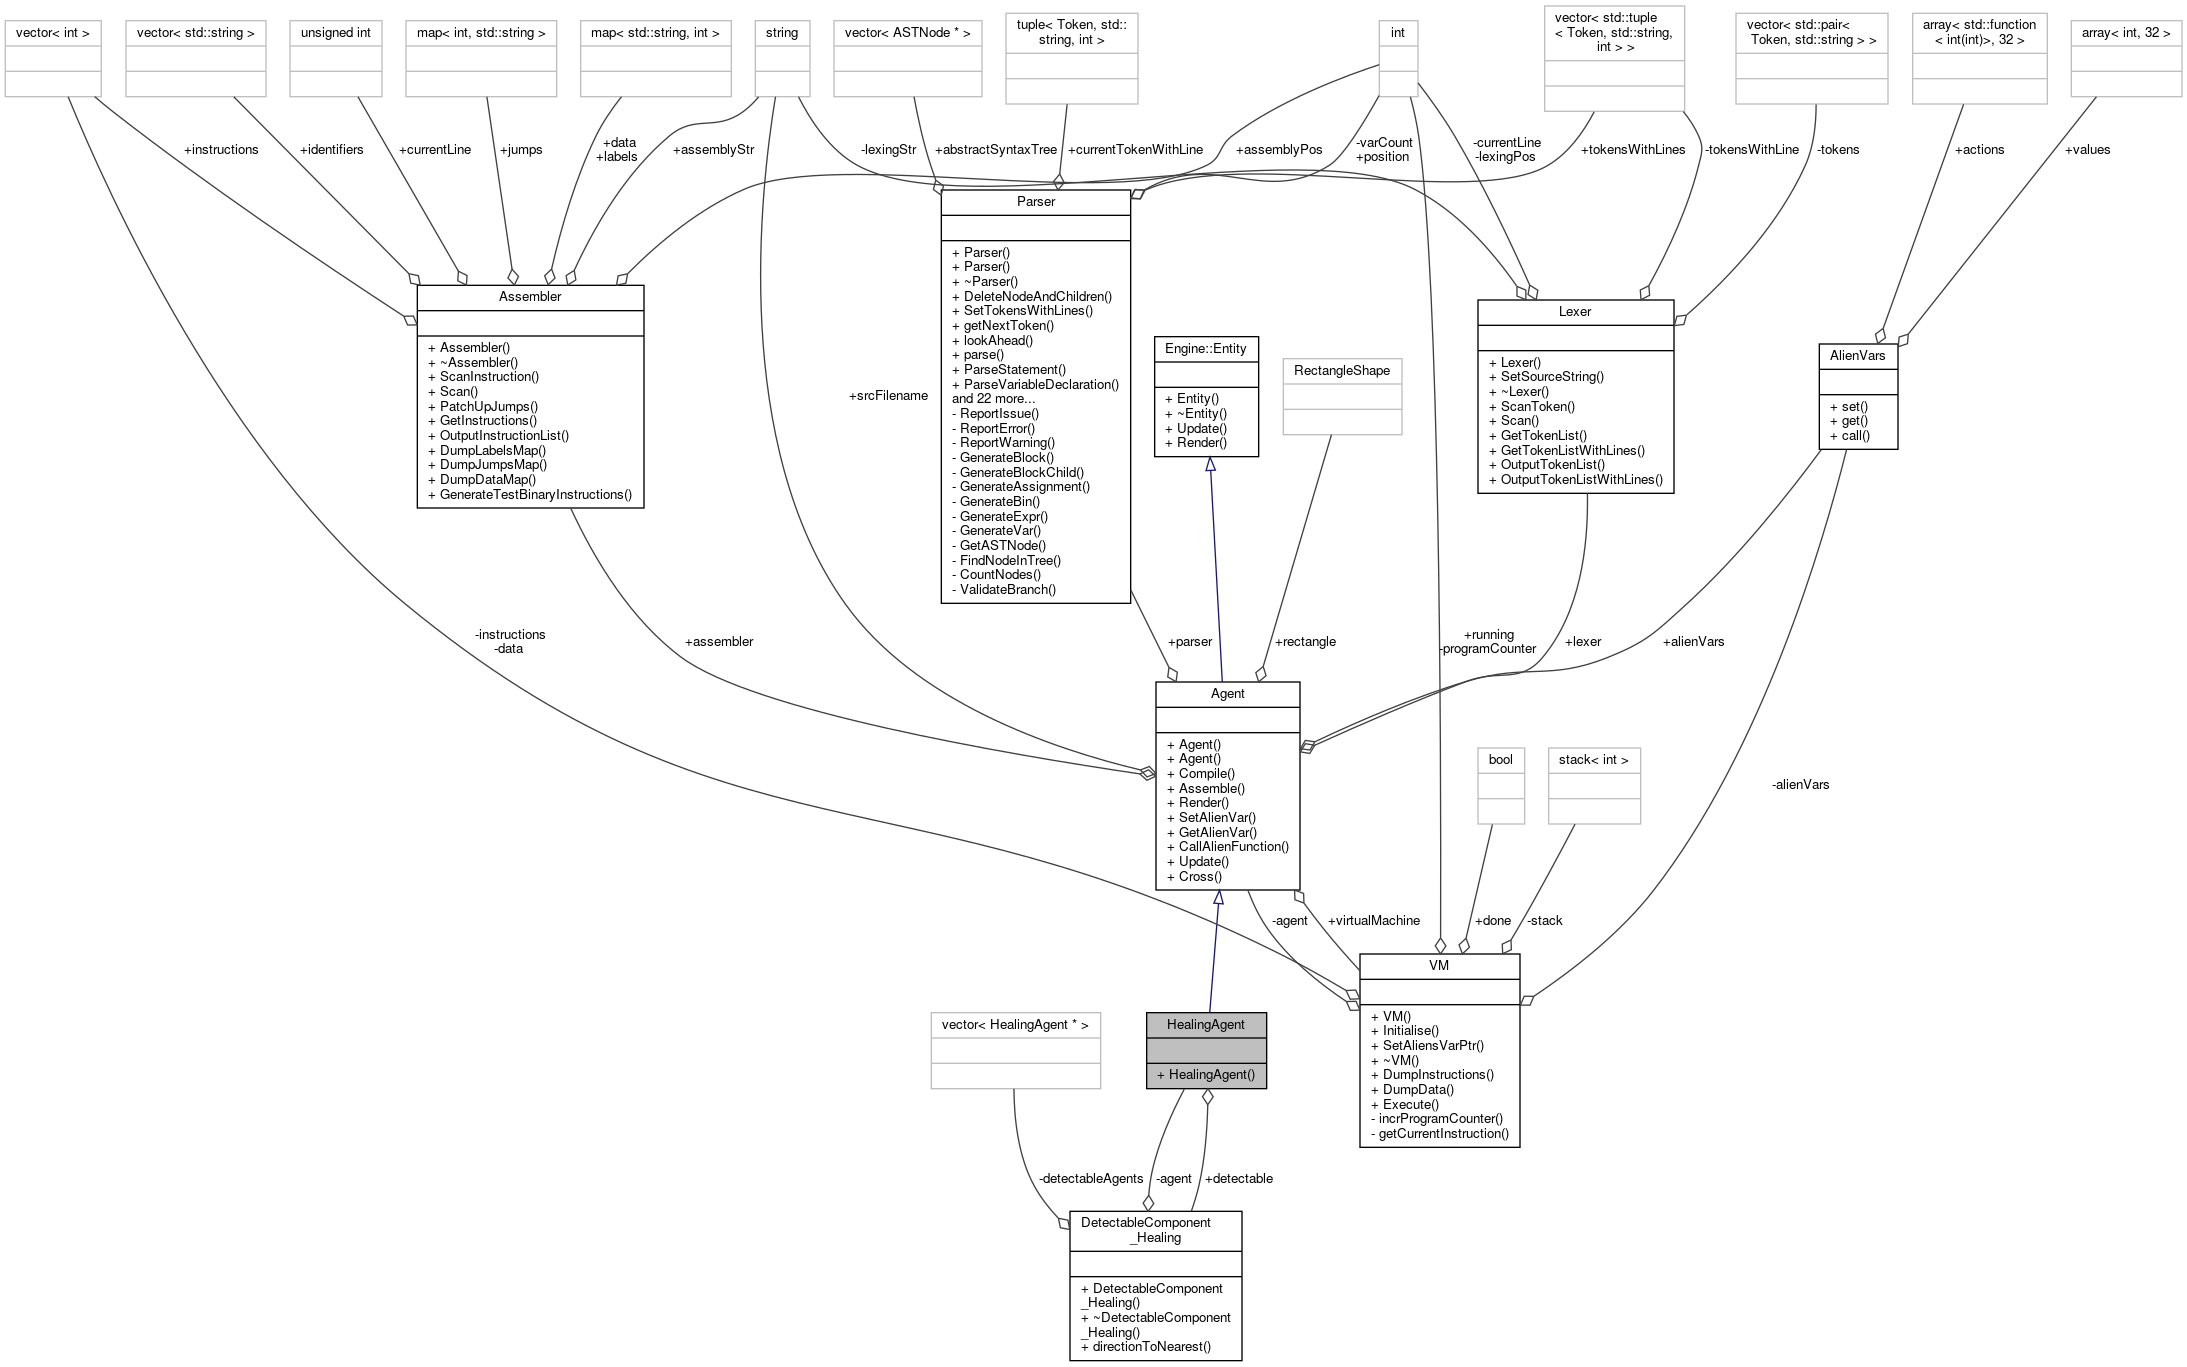 vector< int >
vector< std::string >
unsigned int
map< int, std::string >
map< std::string, int >
string
vector< ASTNode * >
tuple< Token, std::
string, int >
int
vector< std::tuple
< Token, std::string,
int > >
vector< std::pair<
Token, std::string > >
array< std::function
< int(int)>, 32 >
array< int, 32 >
+instructions
+identifiers
+currentLine
+jumps
+data
+labels
+assemblyStr
-lexingStr
+abstractSyntaxTree
+currentTokenWithLine
+assemblyPos
-varCount
+position
-currentLine
-lexingPos
+tokensWithLines
-tokensWithLine
-tokens
+actions
+values
Parser
+ Parser()
+ Parser()
+ ~Parser()
+ DeleteNodeAndChildren()
+ SetTokensWithLines()
+ getNextToken()
+ lookAhead()
+ parse()
+ ParseStatement()
+ ParseVariableDeclaration()
and 22 more...
- ReportIssue()
- ReportError()
- ReportWarning()
- GenerateBlock()
- GenerateBlockChild()
- GenerateAssignment()
- GenerateBin()
- GenerateExpr()
- GenerateVar()
- GetASTNode()
- FindNodeInTree()
- CountNodes()
- ValidateBranch()
Assembler
+ Assembler()
+ ~Assembler()
+ ScanInstruction()
+ Scan()
+ PatchUpJumps()
+ GetInstructions()
+ OutputInstructionList()
+ DumpLabelsMap()
+ DumpJumpsMap()
+ DumpDataMap()
+ GenerateTestBinaryInstructions()
+srcFilename
Engine::Entity
+ Entity()
+ ~Entity()
+ Update()
+ Render()
RectangleShape
Lexer
+ Lexer()
+ SetSourceString()
+ ~Lexer()
+ ScanToken()
+ Scan()
+ GetTokenList()
+ GetTokenListWithLines()
+ OutputTokenList()
+ OutputTokenListWithLines()
AlienVars
+ set()
+ get()
+ call()
-instructions
-data
+assembler
+parser
+rectangle
+running
-programCounter
+lexer
+alienVars
Agent
+ Agent()
+ Agent()
+ Compile()
+ Assemble()
+ Render()
+ SetAlienVar()
+ GetAlienVar()
+ CallAlienFunction()
+ Update()
+ Cross()
bool
stack< int >
-alienVars
-agent
+virtualMachine
+done
-stack
VM
+ VM()
+ Initialise()
+ SetAliensVarPtr()
+ ~VM()
+ DumpInstructions()
+ DumpData()
+ Execute()
- incrProgramCounter()
- getCurrentInstruction()
vector< HealingAgent * >
HealingAgent
+ HealingAgent()
-detectableAgents
-agent
+detectable
DetectableComponent
_Healing
+ DetectableComponent
_Healing()
+ ~DetectableComponent
_Healing()
+ directionToNearest()